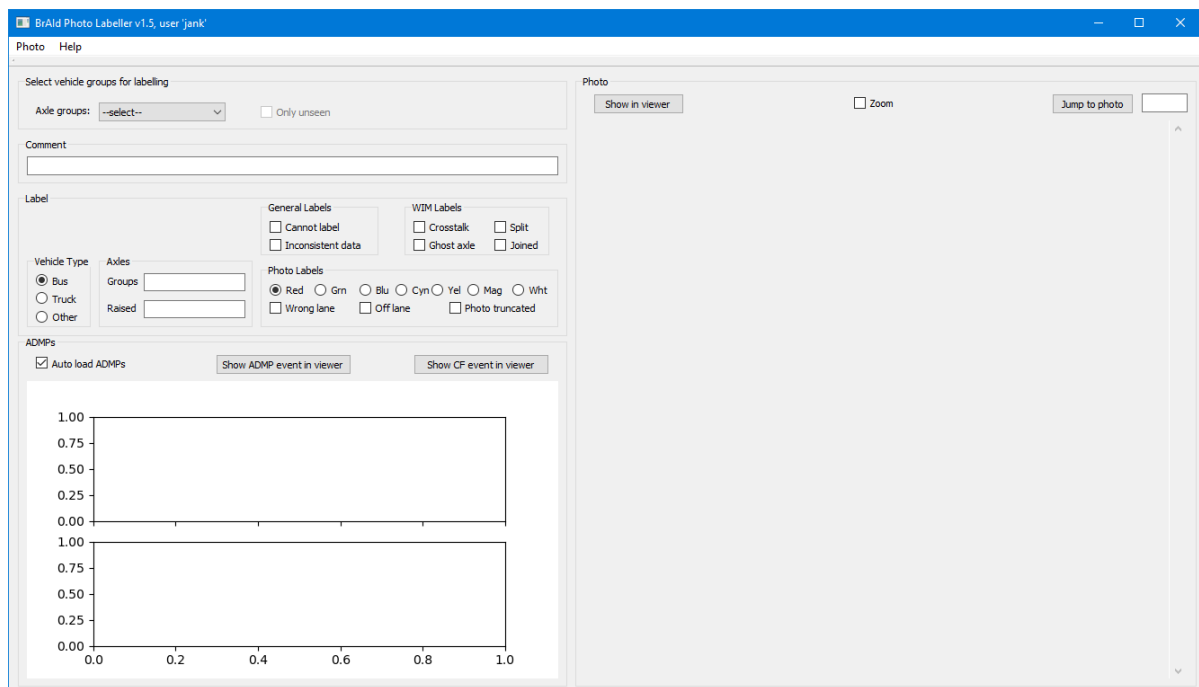 BrAId Photo Labeller v1.5, user 'jank'
Photo Help
Select vehicle groups for labelling
Axle groups: --select-- Only unseen
Comment
Label
General Labels
Cannot label
Inconsistent data
WIM Labels
Crosstalk Split
Ghost axle Joined
Vehicle Type
Bus
Truck
Other
Axles
Groups
Raised
Photo Labels
Red Grn Blu Cyn Yel Mag Wht
Wrong lane Off lane Photo truncated
ADMPs
Auto load ADMPs Show ADMP event in viewer Show CF event in viewer
1.00
0.75
0.50
0.25
0.00
1.00
0.75
0.50
0.25
0.00
0.0 0.2 0.4 0.6 0.8 1.0
Photo
Show in viewer Zoom Jump to photo